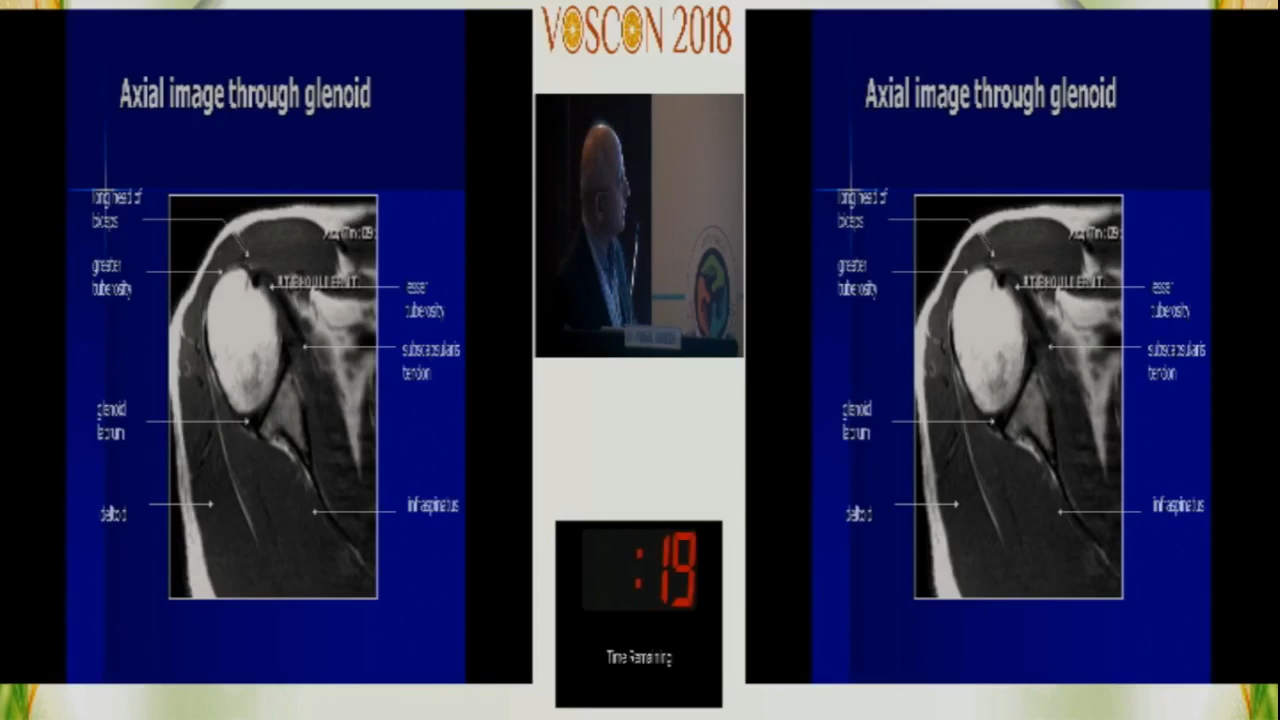 VOSCON 2018
Axial image through glenoid
long head of
biceps
greater
tuberosity
lesser
tuberosity
subscapsularis
tendon
glenoid
labrum
deltoid
infraspinatus
Axial image through glenoid
long head of
biceps
greater
tuberosity
lesser
tuberosity
subscapsularis
tendon
glenoid
labrum
deltoid
infraspinatus
:19
Time Remaining